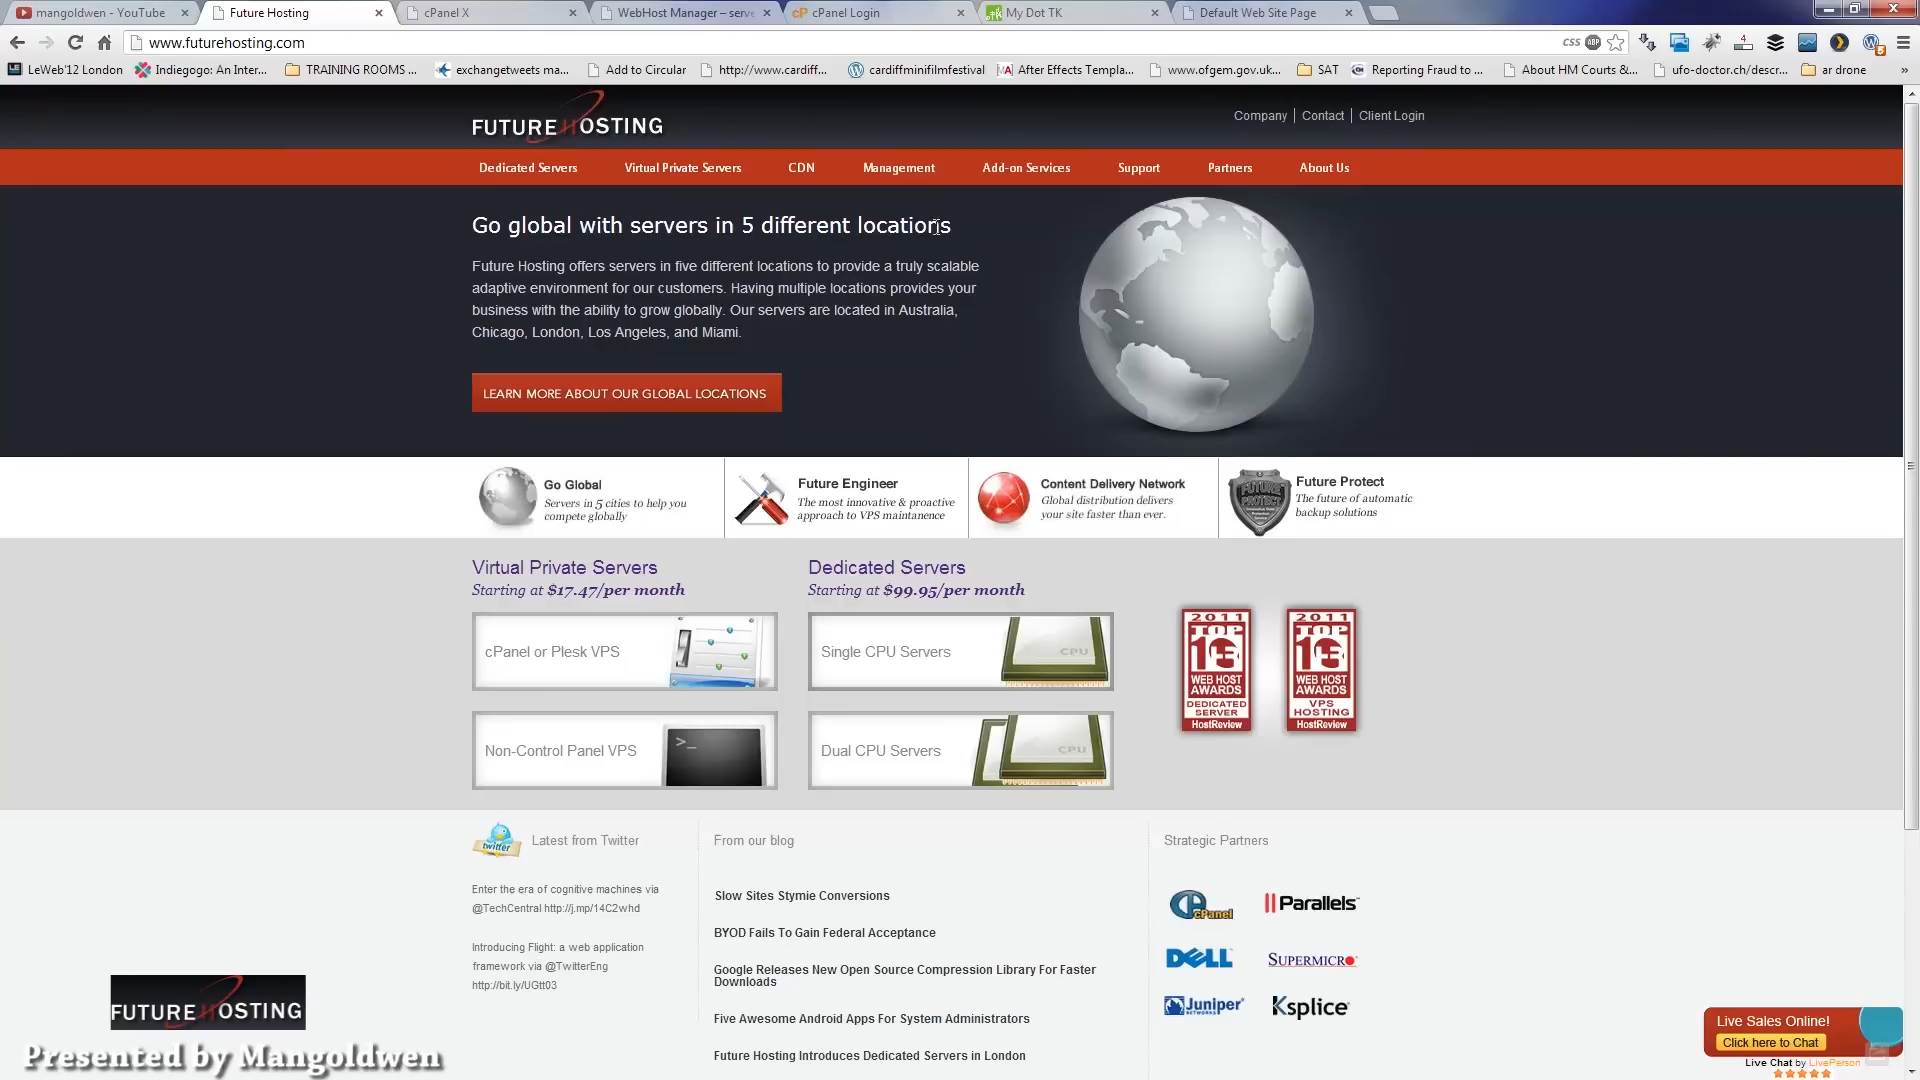 mangoldwen - YouTube
Future Hosting
cPanel X
WebHost Manager – serv
cP cPanel Login
My Dot TK
Default Web Site Page
www.futurehosting.com
CSS
ABP
4
5
LeWeb'12 London
Indiegogo: An Inter...
TRAINING ROOMS ...
exchangetweets ma...
Add to Circular
http://www.cardiff...
cardiffminifilmfestival
After Effects Templa...
www.ofgem.gov.uk...
SAT
Reporting Fraud to ...
About HM Courts &...
ufo-doctor.ch/descr...
ar drone
»
FUTURE HOSTING
Company
Contact
Client Login
Dedicated Servers
Virtual Private Servers
CDN
Management
Add-on Services
Support
Partners
About Us
Go global with servers in 5 different locations
Future Hosting offers servers in five different locations to provide a truly scalable
adaptive environment for our customers. Having multiple locations provides your
business with the ability to grow globally. Our servers are located in Australia,
Chicago, London, Los Angeles, and Miami.
LEARN MORE ABOUT OUR GLOBAL LOCATIONS
Go Global
Servers in 5 cities to help you
compete globally
Future Engineer
The most innovative & proactive
approach to VPS maintanence
Content Delivery Network
Global distribution delivers
your site faster than ever.
FUTURE
PROTECT
Future Protect
The future of automatic
backup solutions
Virtual Private Servers
Starting at $17.47/per month
cPanel or Plesk VPS
Non-Control Panel VPS
>_
Dedicated Servers
Starting at $99.95/per month
Single CPU Servers
CPU
Dual CPU Servers
CPU
2011
TOP
10
WEB HOST
AWARDS
DEDICATED
SERVER
HostReview
2011
TOP
10
WEB HOST
AWARDS
VPS
HOSTING
HostReview
twitter
Latest from Twitter
Enter the era of cognitive machines via
@TechCentral http://j.mp/14C2whd
Introducing Flight: a web application
framework via @TwitterEng
http://bit.ly/UGtt03
From our blog
Slow Sites Stymie Conversions
BYOD Fails To Gain Federal Acceptance
Google Releases New Open Source Compression Library For Faster
Downloads
Five Awesome Android Apps For System Administrators
Future Hosting Introduces Dedicated Servers in London
Strategic Partners
cPanel
Parallels
DELL
SUPERMICRO
Juniper
NETWORKS
Ksplice
FUTURE HOSTING
Presented by Mangoldwen
Live Sales Online!
Click here to Chat
Live Chat by LivePerson